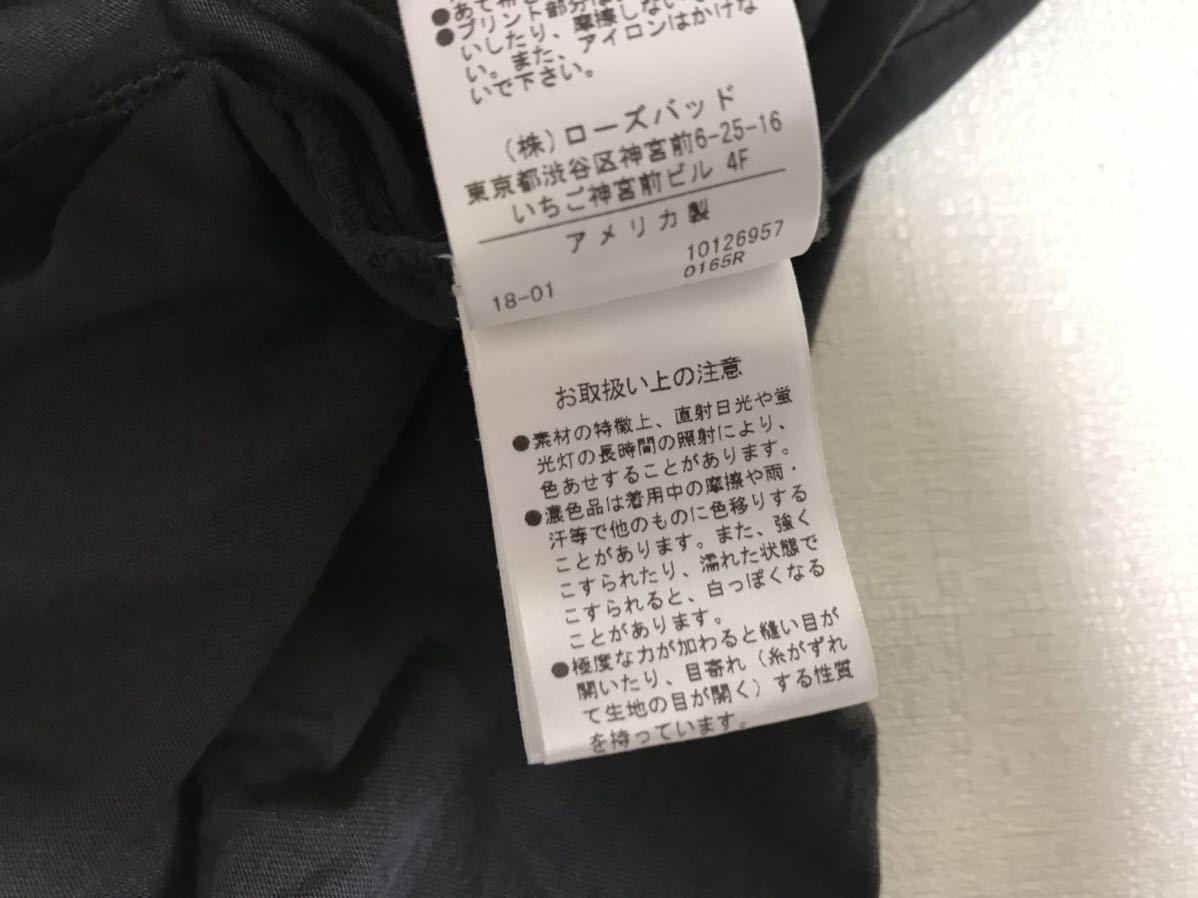 ●プリント部分は
いしたり、摩擦しない
い。また、アイロンはかけな
いで下さい。
(株)ローズバッド
東京都渋谷区神宮前6-25-16
いちご神宮前ビル 4F
アメリカ製
10126957
18-01 0165R
お取扱い上の注意
●素材の特徴上、直射日光や蛍
光灯の長時間の照射により、
色あせすることがあります。
●濃色品は着用中の摩擦や雨・
汗等で他のものに色移りする
ことがあります。また、強く
こすられたり、濡れた状態で
こすられると、白っぽくなる
ことがあります。
●極度な力が加わると縫い目が
開いたり、目寄れ(糸がずれ
て生地の目が開く)する性質
を持っています。